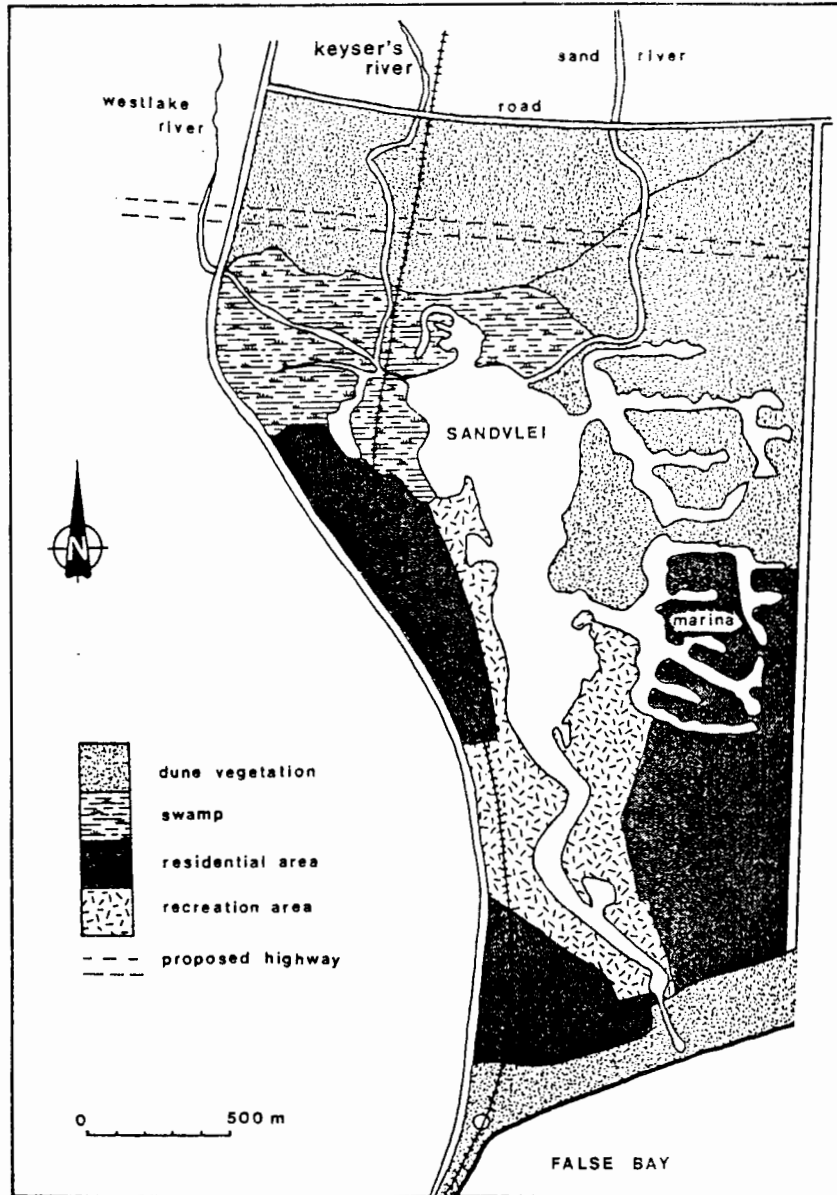 keyser's
river
sand river
westlake
river
road
SANDVLEI
N
marina
dune vegetation
swamp
residential area
recreation area
proposed highway
0 500 m
FALSE BAY